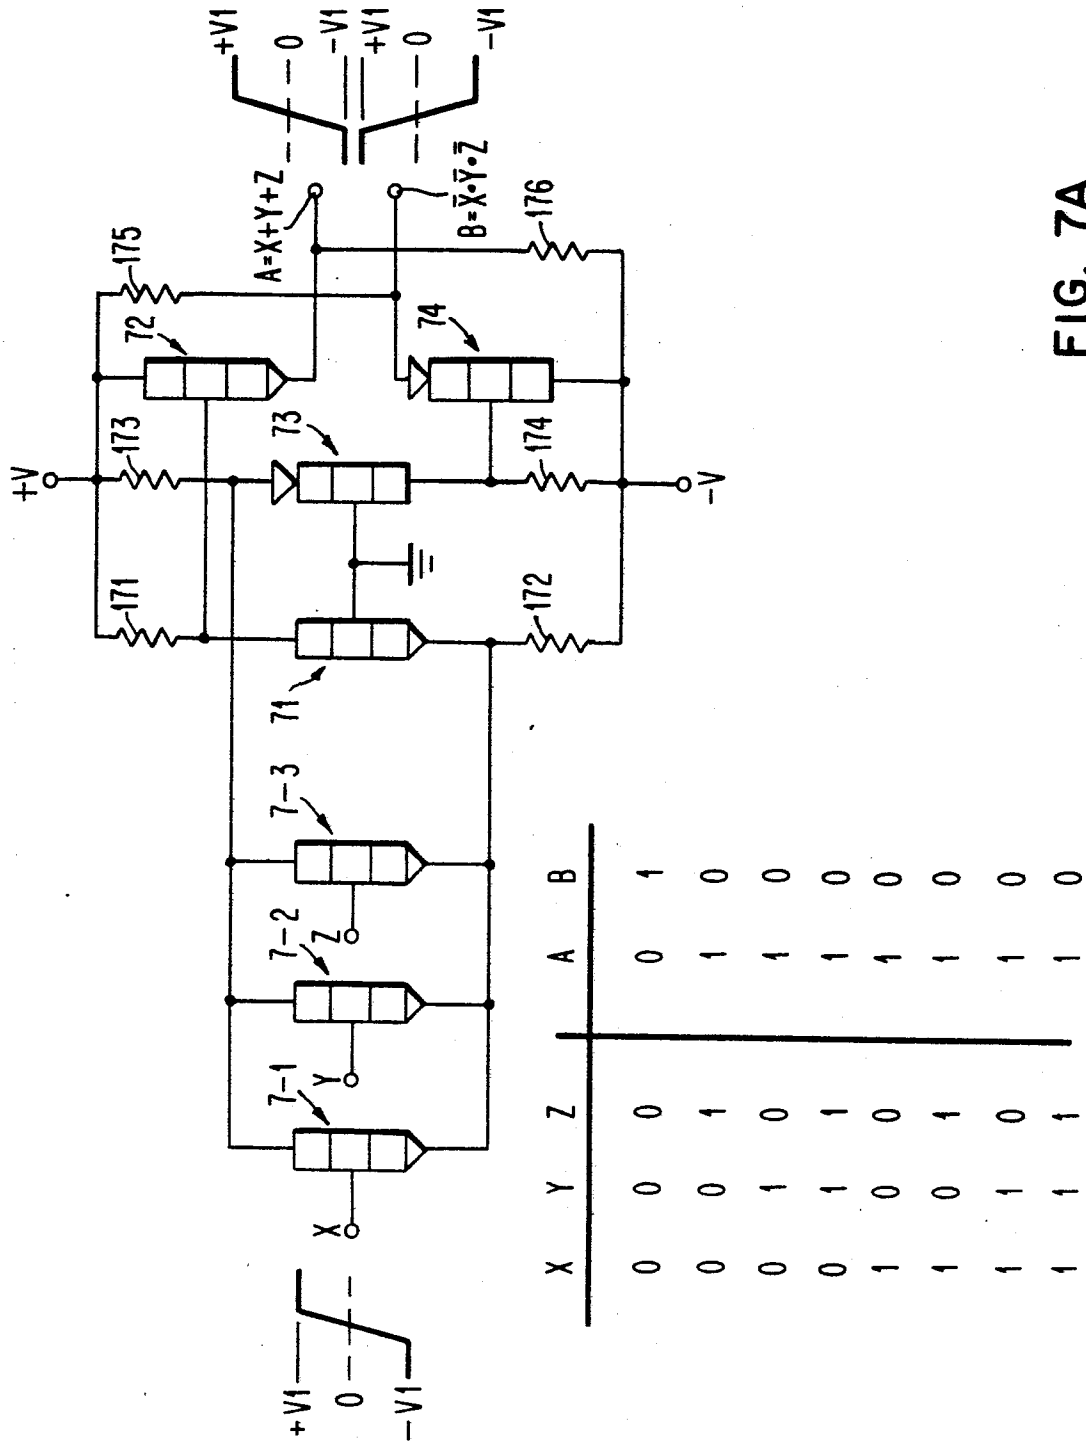 +V
171
173
175
72
+V1
0
-V1
+V1
0
-V1
A=X+Y+Z
B=X̅•Y̅•Z̅
7-1
7-2
7-3
71
73
74
X
Y
Z
+V1
0
-V1
172
174
176
-V
X Y Z A B
0 0 0 0 1
0 0 1 1 0
0 1 0 1 0
0 1 1 1 0
1 0 0 1 0
1 0 1 1 0
1 1 0 1 0
1 1 1 1 0
FIG. 7A